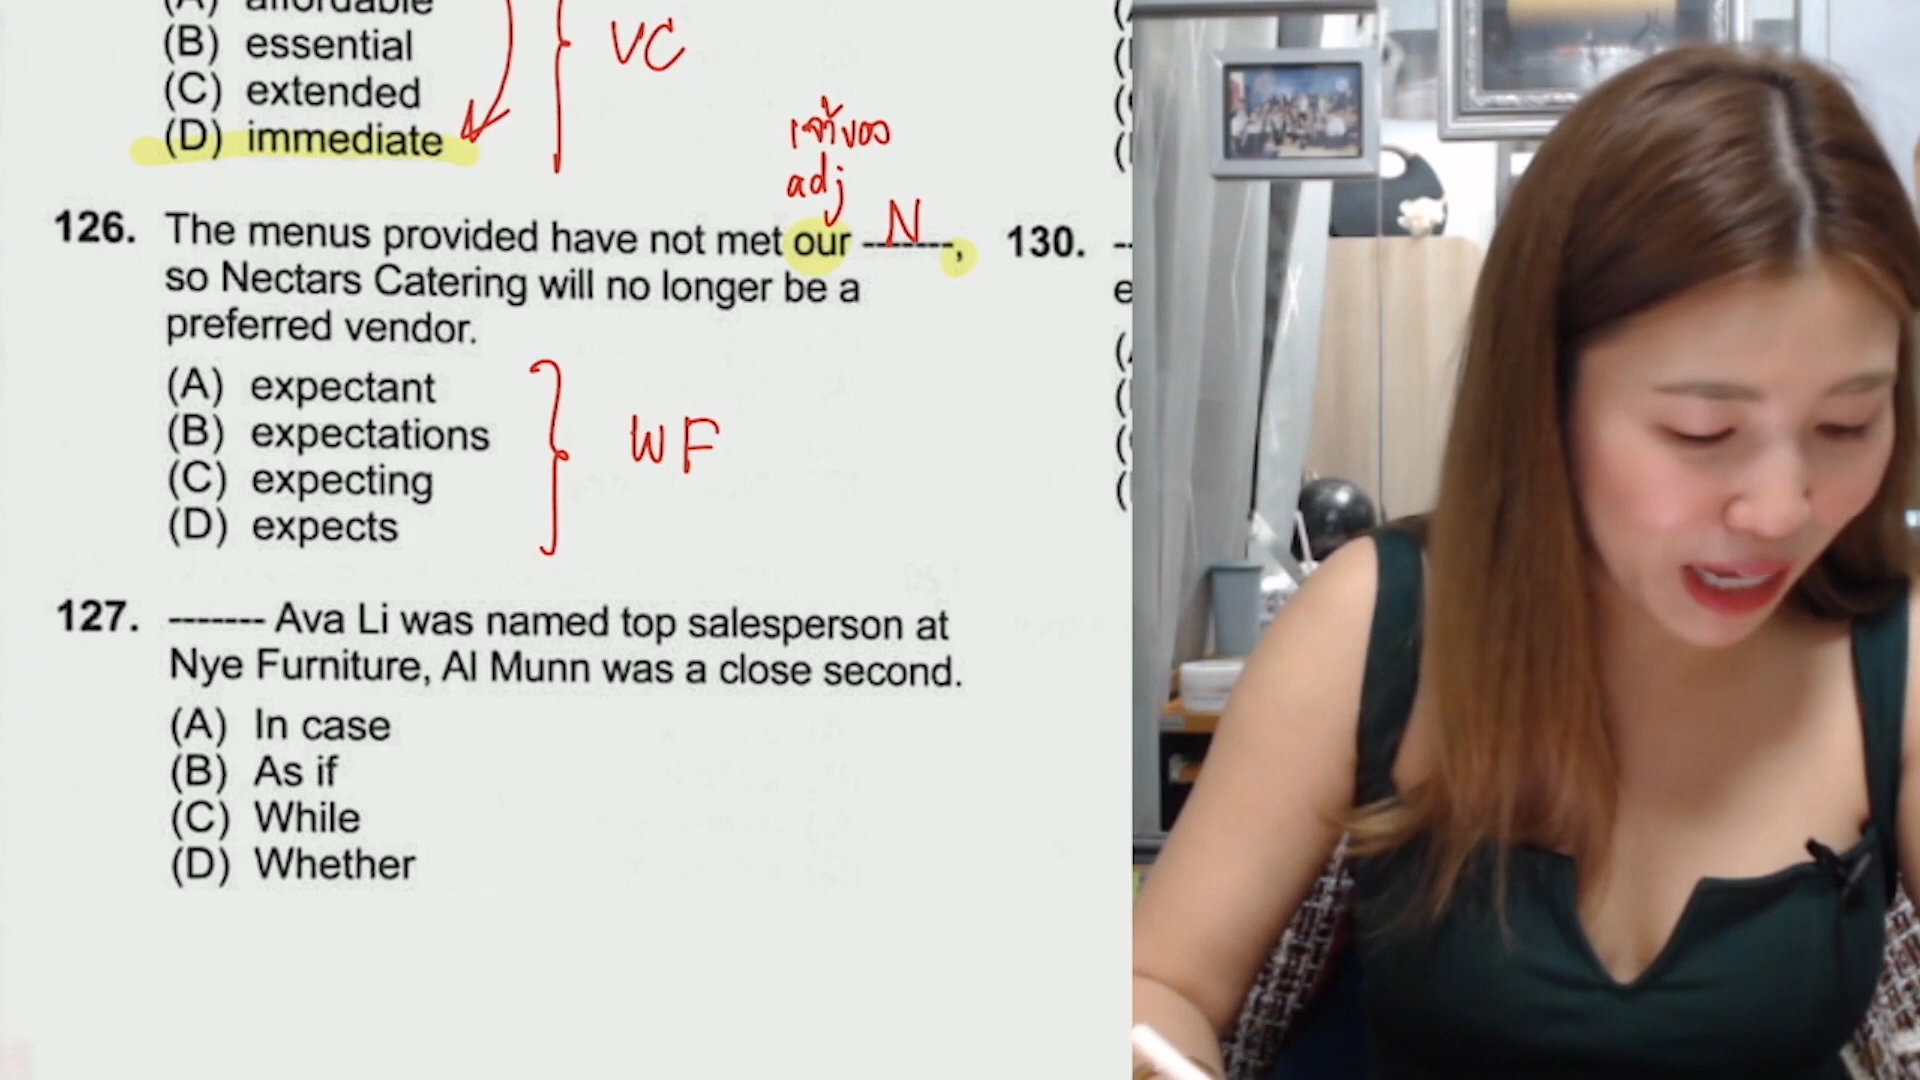 (A) affordable
(B) essential
(C) extended
(D) immediate
VC
เจ้าของ
adj
N
126. The menus provided have not met our -------,
so Nectars Catering will no longer be a
preferred vendor.
(A) expectant
(B) expectations
(C) expecting
(D) expects
WF
127. ------- Ava Li was named top salesperson at
Nye Furniture, Al Munn was a close second.
(A) In case
(B) As if
(C) While
(D) Whether
130. --
e